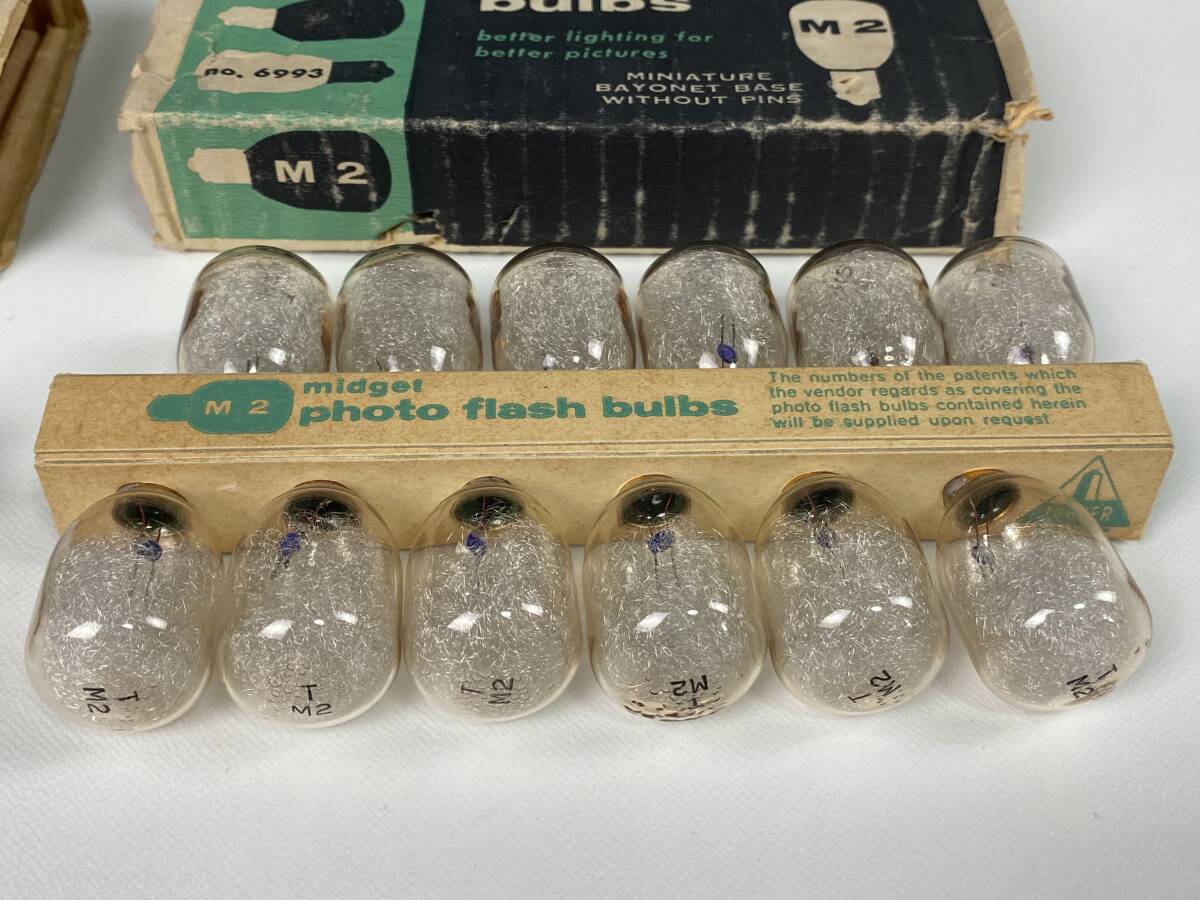 bulbs
better lighting for
better pictures
M 2
no. 6993
MINIATURE
BAYONET BASE
WITHOUT PINS
M 2
M 2
midget
photo flash bulbs
The numbers of the patents which
the vendor regards as covering the
photo flash bulbs contained herein
will be supplied upon request
T
M2
T
M2
T
M2
M2
T
T
M2
T
M2